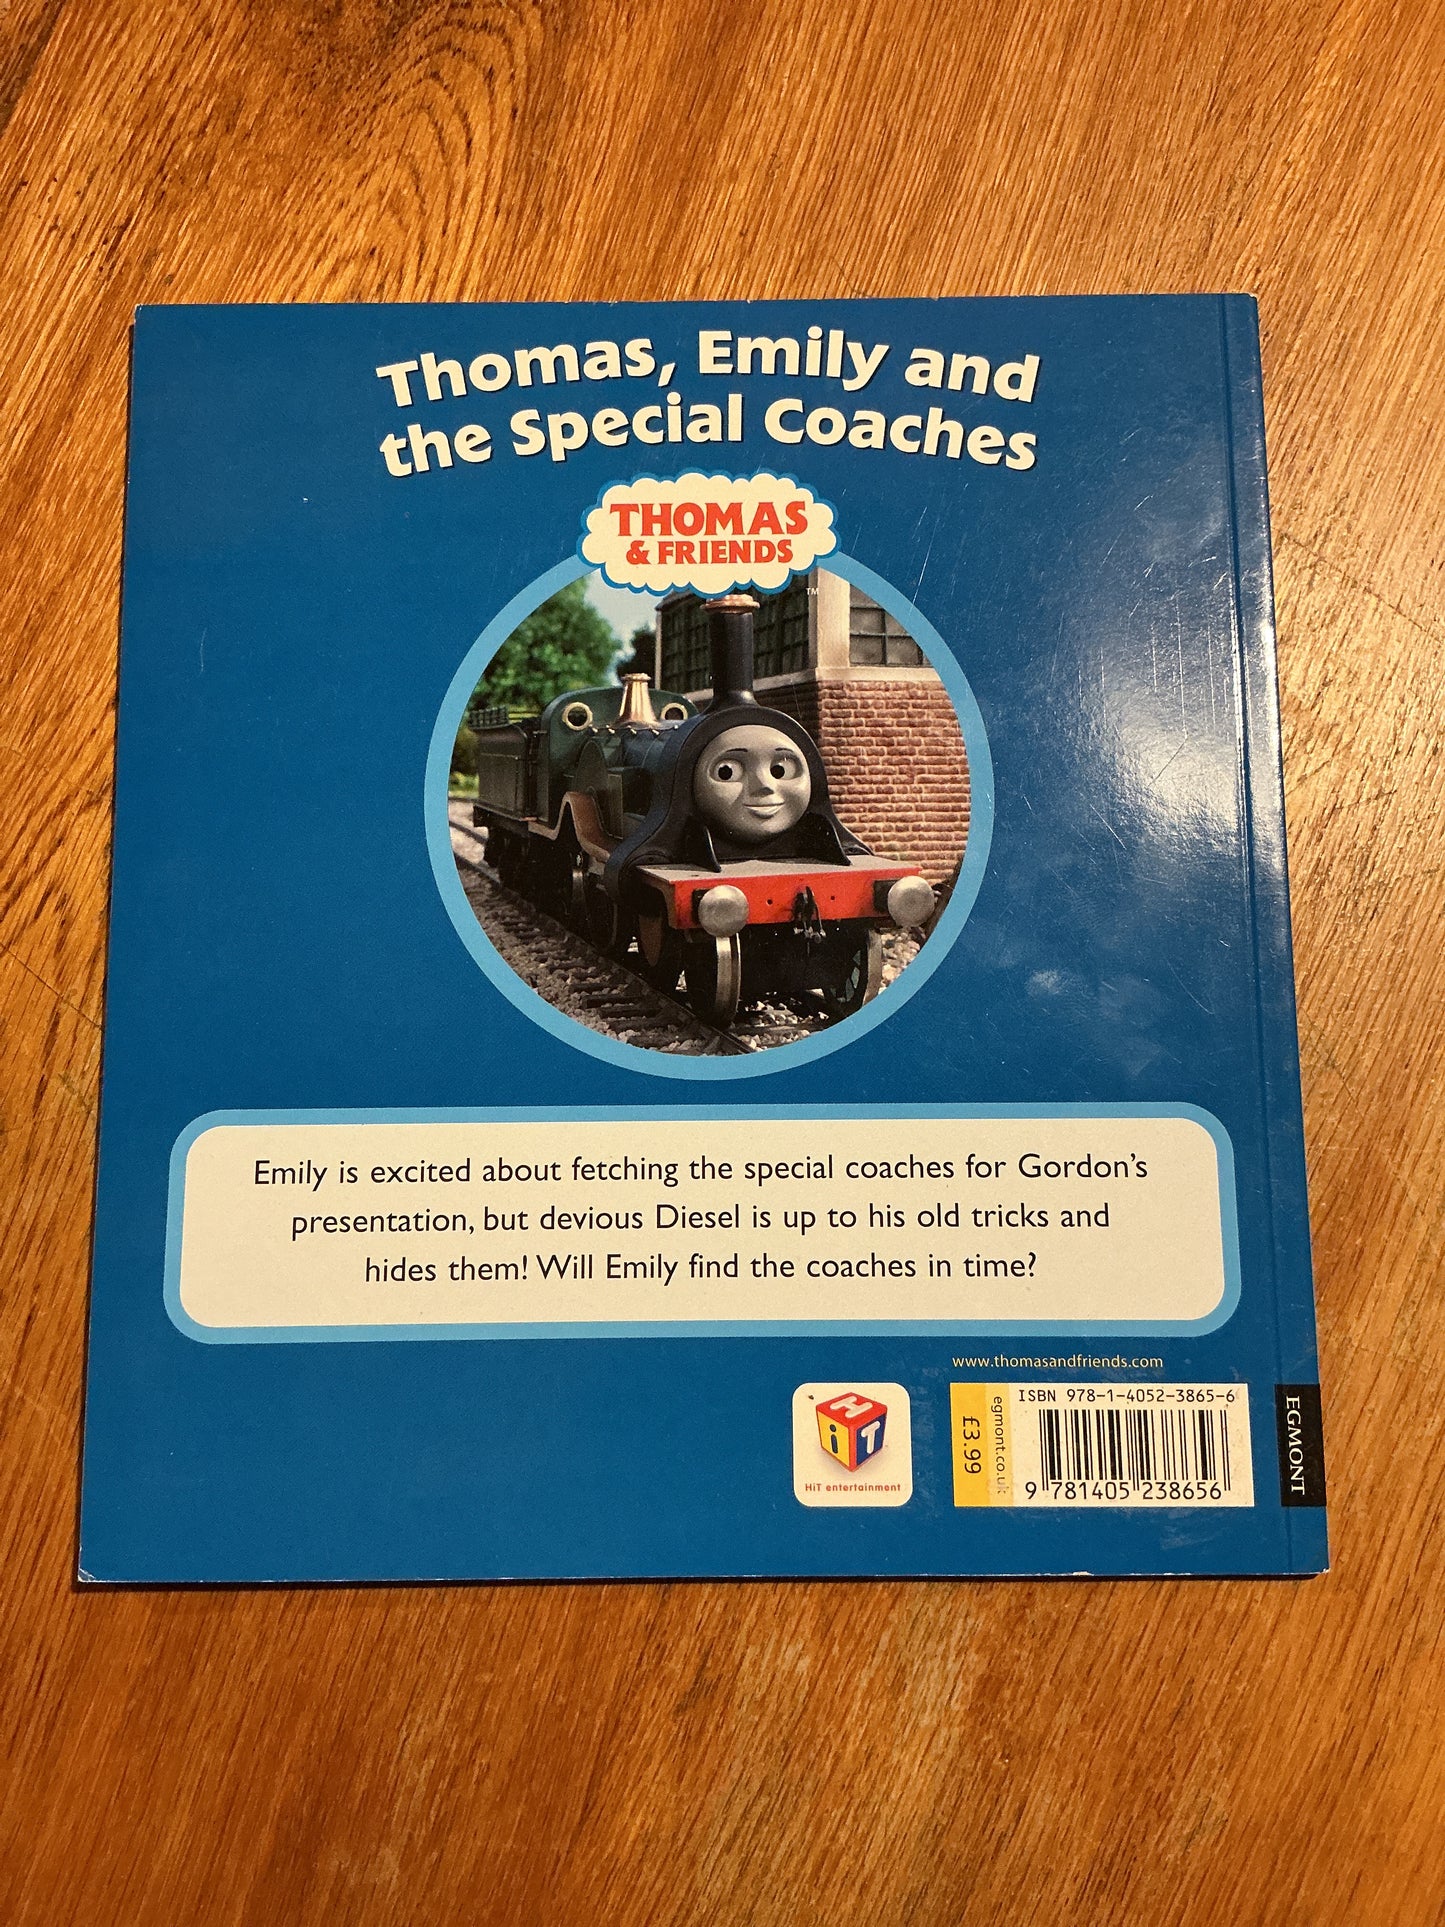 Thomas, Emily and
the Special Coaches
THOMAS
& FRIENDS
TM
Emily is excited about fetching the special coaches for Gordon's
presentation, but devious Diesel is up to his old tricks and
hides them! Will Emily find the coaches in time?
www.thomasandfriends.com
HiT
HiT entertainment
£3.99
egmont.co.uk
ISBN 978-1-4052-3865-6
9 781405 238656
EGMONT